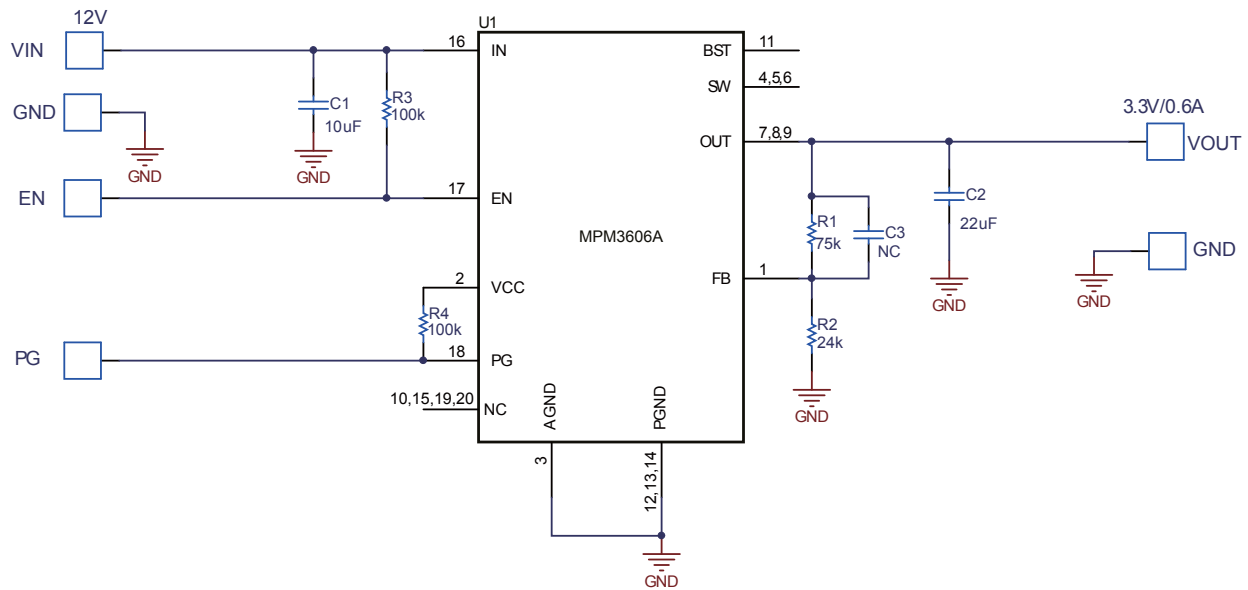 12V
U1
VIN
16
IN
BST
11
SW
4,5,6
C1
10uF
R3
100k
GND
GND
GND
3.3V/0.6A
OUT
7,8,9
VOUT
EN
17
EN
C2
22uF
R1
75k
C3
NC
MPM3606A
GND
FB
1
GND
GND
2
VCC
R4
100k
R2
24k
PG
18
PG
10,15,19,20
NC
AGND
PGND
GND
3
12,13,14
GND